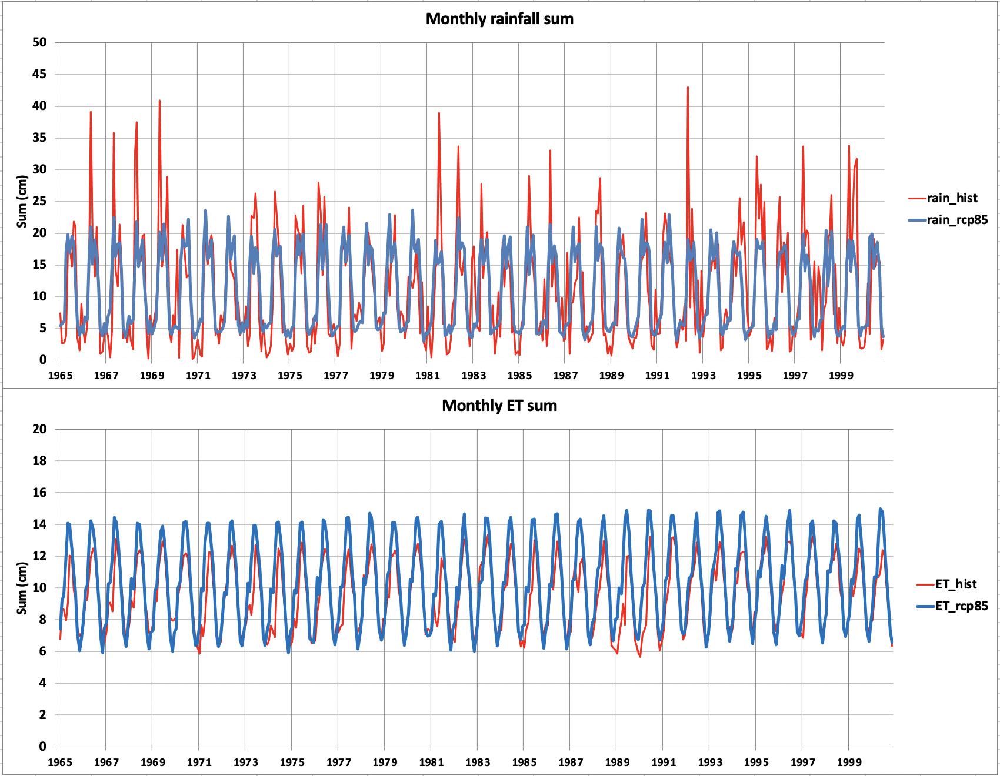 Monthly rainfall sum
50
45
40
35
30
25
20
15
10
5
0
Sum (cm)
1965 1967 1969 1971 1973 1975 1977 1979 1981 1983 1985 1987 1989 1991 1993 1995 1997 1999
rain_hist
rain_rcp85
Monthly ET sum
20
18
16
14
12
10
8
6
4
2
0
Sum (cm)
1965 1967 1969 1971 1973 1975 1977 1979 1981 1983 1985 1987 1989 1991 1993 1995 1997 1999
ET_hist
ET_rcp85